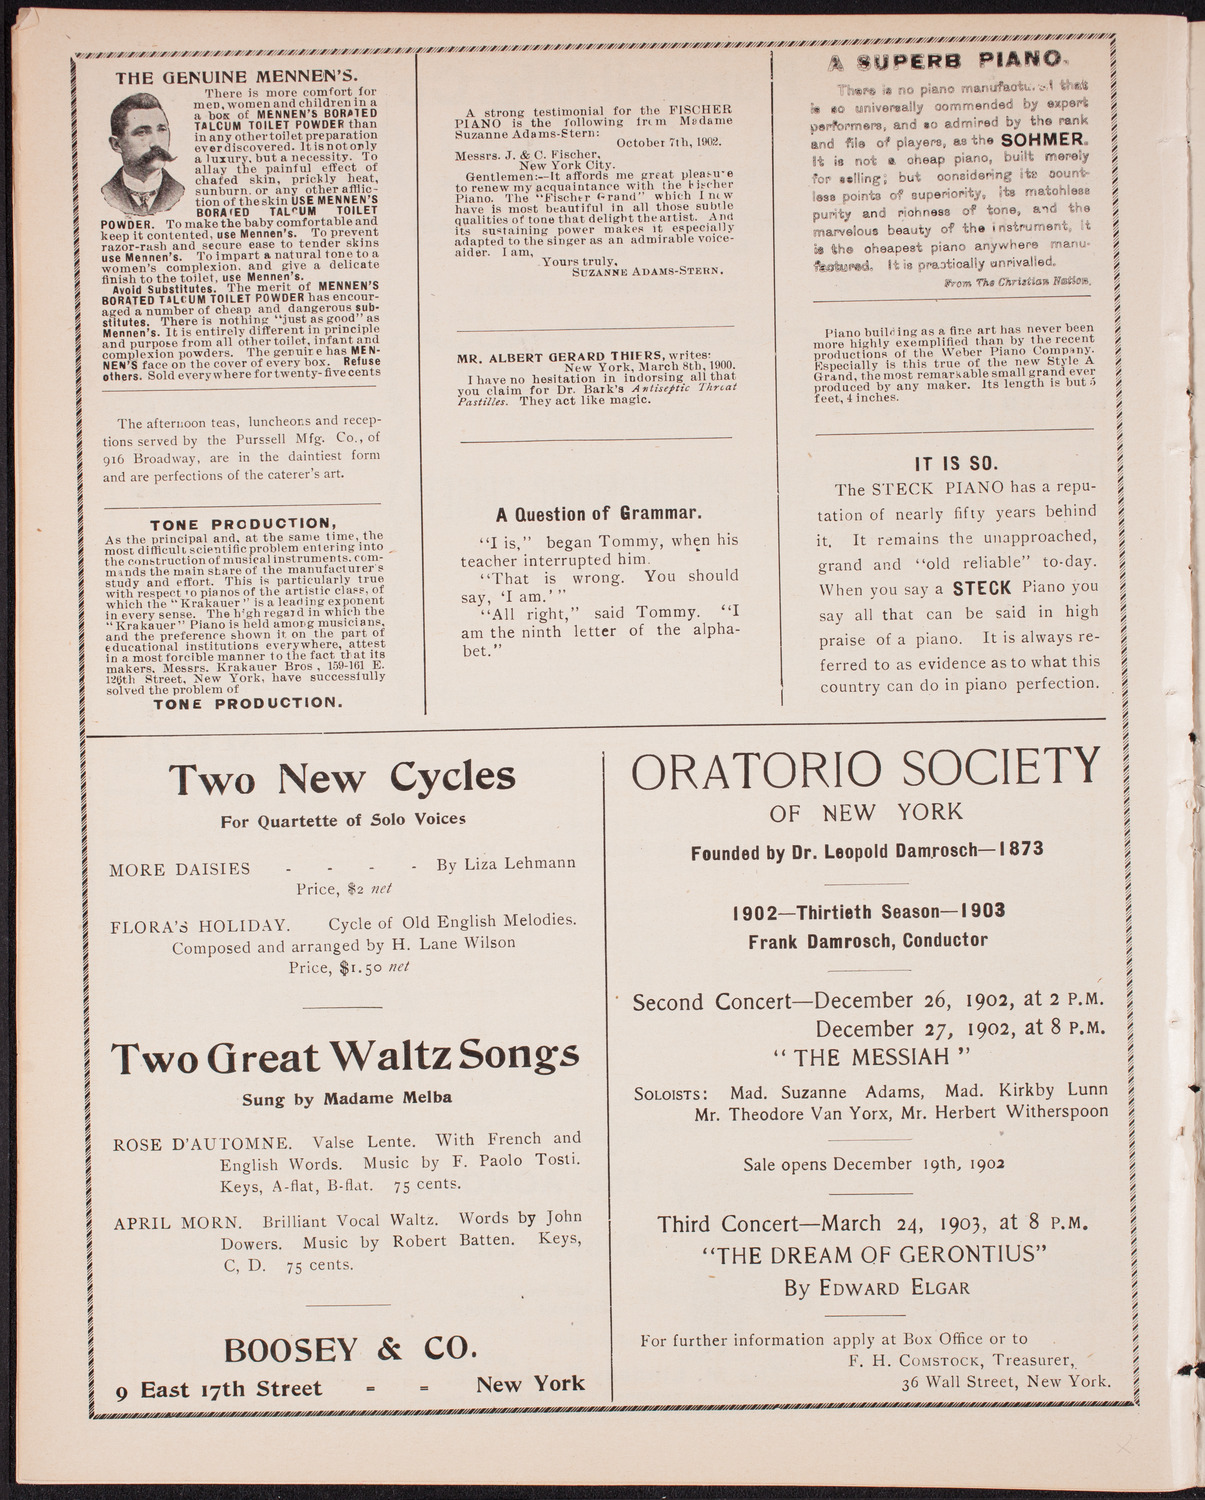 THE GENUINE MENNEN'S.
There is more comfort for
men, women and children in a
a box of MENNEN'S BORATED
TALCUM TOILET POWDER than
in any other toilet preparation
ever discovered. It is not only
a luxury, but a necessity. To
allay the painful effect of
chafed skin, prickly heat,
sunburn, or any other afflic-
tion of the skin USE MENNEN'S
BORATED TALCUM TOILET
POWDER. To make the baby comfortable and
keep it contented, use Mennen's. To prevent
razor-rash and secure ease to tender skins
use Mennen's. To impart a natural tone to a
women's complexion, and give a delicate
finish to the toilet, use Mennen's.
Avoid Substitutes. The merit of MENNEN'S
BORATED TALCUM TOILET POWDER has encour-
aged a number of cheap and dangerous sub-
stitutes. There is nothing "just as good" as
Mennen's. It is entirely different in principle
and purpose from all other toilet, infant and
complexion powders. The genuire has MEN-
NEN'S face on the cover of every box. Refuse
others. Sold everywhere for twenty-five cents
The afternoon teas, luncheons and recep-
tions served by the Purssell Mfg. Co., of
916 Broadway, are in the daintiest form
and are perfections of the caterer's art.
TONE PRODUCTION,
As the principal and, at the same time, the
most difficult scientific problem entering into
the construction of musical instruments, com-
mands the main share of the manufacturer's
study and effort. This is particularly true
with respect to pianos of the artistic class, of
which the "Krakauer" is a leading exponent
in every sense. The high regard in which the
"Krakauer" Piano is held among musicians,
and the preference shown it on the part of
educational institutions everywhere, attest
in a most forcible manner to the fact that its
makers, Messrs. Krakauer Bros, 159-161 E.
126th Street, New York, have successfully
solved the problem of
TONE PRODUCTION.
A strong testimonial for the FISCHER
PIANO is the following from Madame
Suzanne Adams-Stern:
October 7th, 1902.
Messrs. J. & C. Fischer,
New York City.
Gentlemen:—It affords me great pleasure
to renew my acquaintance with the Fischer
Piano. The "Fischer Grand" which I now
have is most beautiful in all those subtle
qualities of tone that delight the artist. And
its sustaining power makes it especially
adapted to the singer as an admirable voice-
aider. I am,
Yours truly,
SUZANNE ADAMS-STERN.
MR. ALBERT GERARD THIERS, writes:
New York, March 8th, 1900.
I have no hesitation in indorsing all that
you claim for Dr. Bark's Antiseptic Throat
Pastilles. They act like magic.
A Question of Grammar.
"I is," began Tommy, when his
teacher interrupted him.
"That is wrong. You should
say, 'I am.'"
"All right," said Tommy. "I
am the ninth letter of the alpha-
bet."
A SUPERB PIANO.
There is no piano manufactured that
is so universally commended by expert
performers, and so admired by the rank
and file of players, as the SOHMER.
It is not a cheap piano, built merely
for selling; but considering its count-
less points of superiority, its matchless
purity and richness of tone, and the
marvelous beauty of the instrument, it
is the cheapest piano anywhere manu-
factured. It is practically unrivalled.
From The Christian Nation.
Piano building as a fine art has never been
more highly exemplified than by the recent
productions of the Weber Piano Company.
Especially is this true of the new Style A
Grand, the most remarkable small grand ever
produced by any maker. Its length is but 5
feet, 4 inches.
IT IS SO.
The STECK PIANO has a repu-
tation of nearly fifty years behind
it. It remains the unapproached,
grand and "old reliable" to-day.
When you say a STECK Piano you
say all that can be said in high
praise of a piano. It is always re-
ferred to as evidence as to what this
country can do in piano perfection.
Two New Cycles
For Quartette of Solo Voices
MORE DAISIES - - - - By Liza Lehmann
Price, $2 net
FLORA'S HOLIDAY. Cycle of Old English Melodies.
Composed and arranged by H. Lane Wilson
Price, $1.50 net
Two Great Waltz Songs
Sung by Madame Melba
ROSE D'AUTOMNE. Valse Lente. With French and
English Words. Music by F. Paolo Tosti.
Keys, A-flat, B-flat. 75 cents.
APRIL MORN. Brilliant Vocal Waltz. Words by John
Dowers. Music by Robert Batten. Keys,
C, D. 75 cents.
BOOSEY & CO.
9 East 17th Street - - New York
ORATORIO SOCIETY
OF NEW YORK
Founded by Dr. Leopold Damrosch—1873
1902—Thirtieth Season—1903
Frank Damrosch, Conductor
Second Concert—December 26, 1902, at 2 P.M.
December 27, 1902, at 8 P.M.
"THE MESSIAH"
SOLOISTS: Mad. Suzanne Adams, Mad. Kirkby Lunn
Mr. Theodore Van Yorx, Mr. Herbert Witherspoon
Sale opens December 19th, 1902
Third Concert—March 24, 1903, at 8 P.M.
"THE DREAM OF GERONTIUS"
By EDWARD ELGAR
For further information apply at Box Office or to
F. H. COMSTOCK, Treasurer,
36 Wall Street, New York.